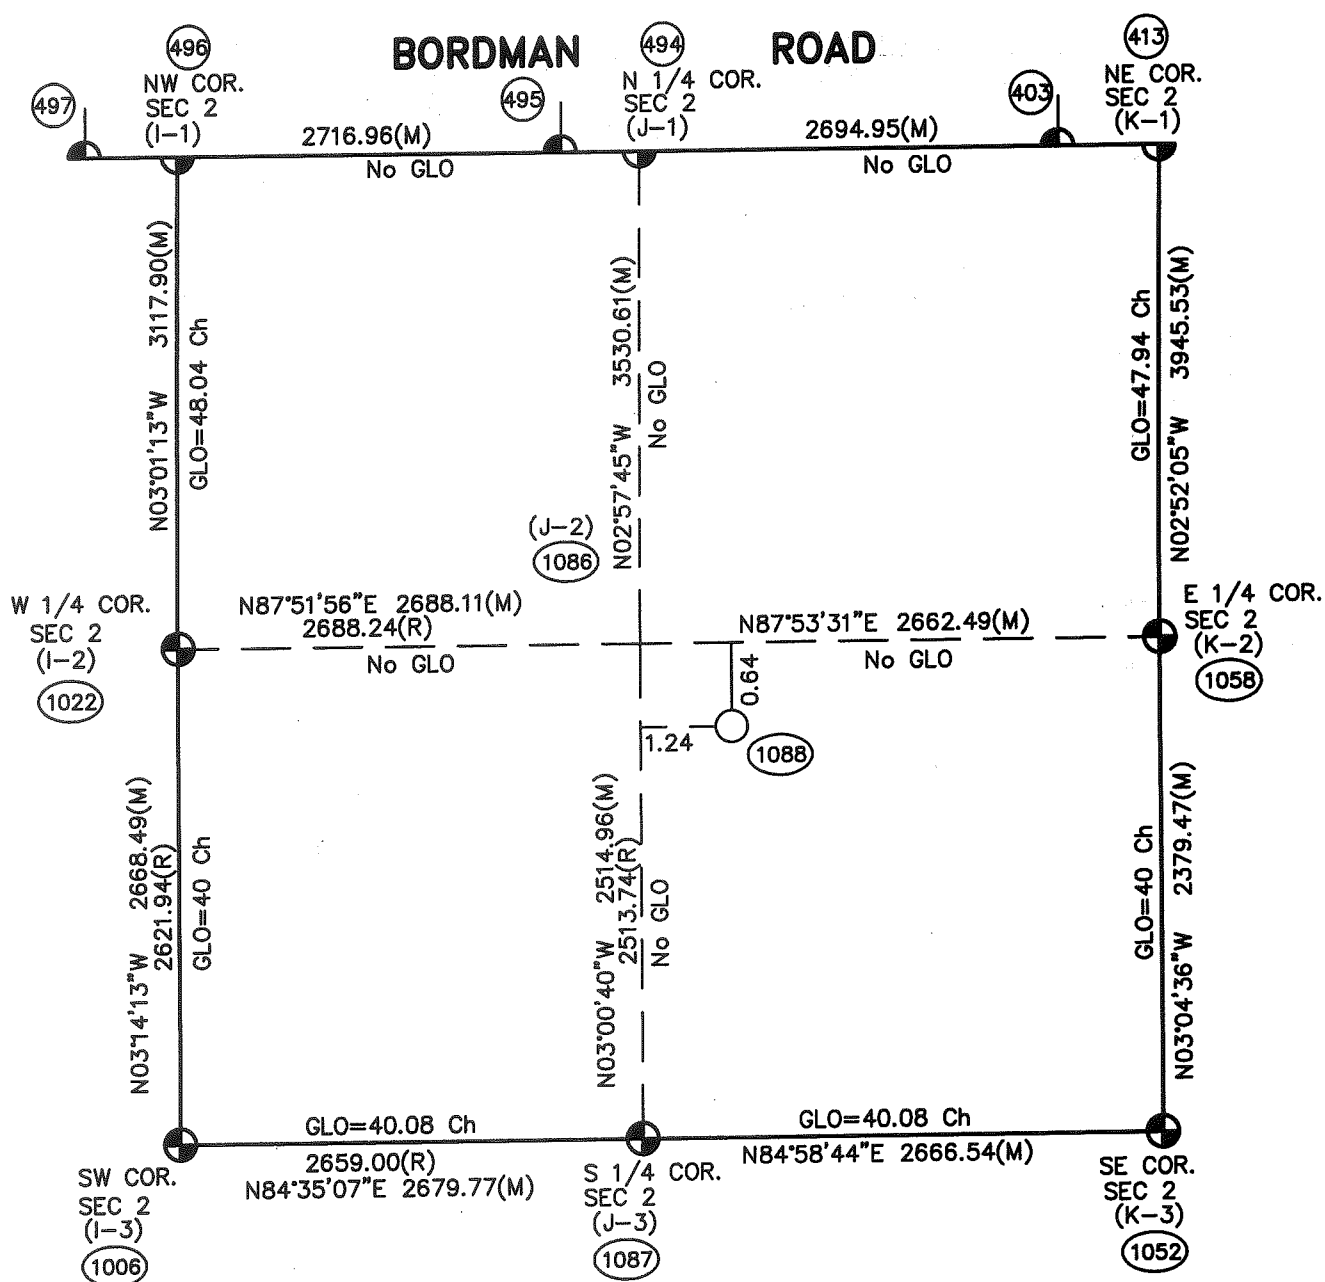 BORDMAN ROAD
496
NW COR.
SEC 2
(I-1)
497
495
494
N 1/4 COR.
SEC 2
(J-1)
403
413
NE COR.
SEC 2
(K-1)
2716.96(M)
No GLO
2694.95(M)
No GLO
N03°01'13"W 3117.90(M)
GLO=48.04 Ch
N02°57'45"W 3530.61(M)
No GLO
GLO=47.94 Ch
N02°52'05"W 3945.53(M)
(J-2)
1086
W 1/4 COR.
SEC 2
(I-2)
1022
N87°51'56"E 2688.11(M)
2688.24(R)
No GLO
N87°53'31"E 2662.49(M)
No GLO
E 1/4 COR.
SEC 2
(K-2)
1058
0.64
1.24
1088
N03°14'13"W 2668.49(M)
2621.94(R)
GLO=40 Ch
N03°00'40"W 2514.96(M)
2513.74(R)
No GLO
GLO=40 Ch
N03°04'36"W 2379.47(M)
GLO=40.08 Ch
2659.00(R)
N84°35'07"E 2679.77(M)
GLO=40.08 Ch
N84°58'44"E 2666.54(M)
SW COR.
SEC 2
(I-3)
1006
S 1/4 COR.
SEC 2
(J-3)
1087
SE COR.
SEC 2
(K-3)
1052